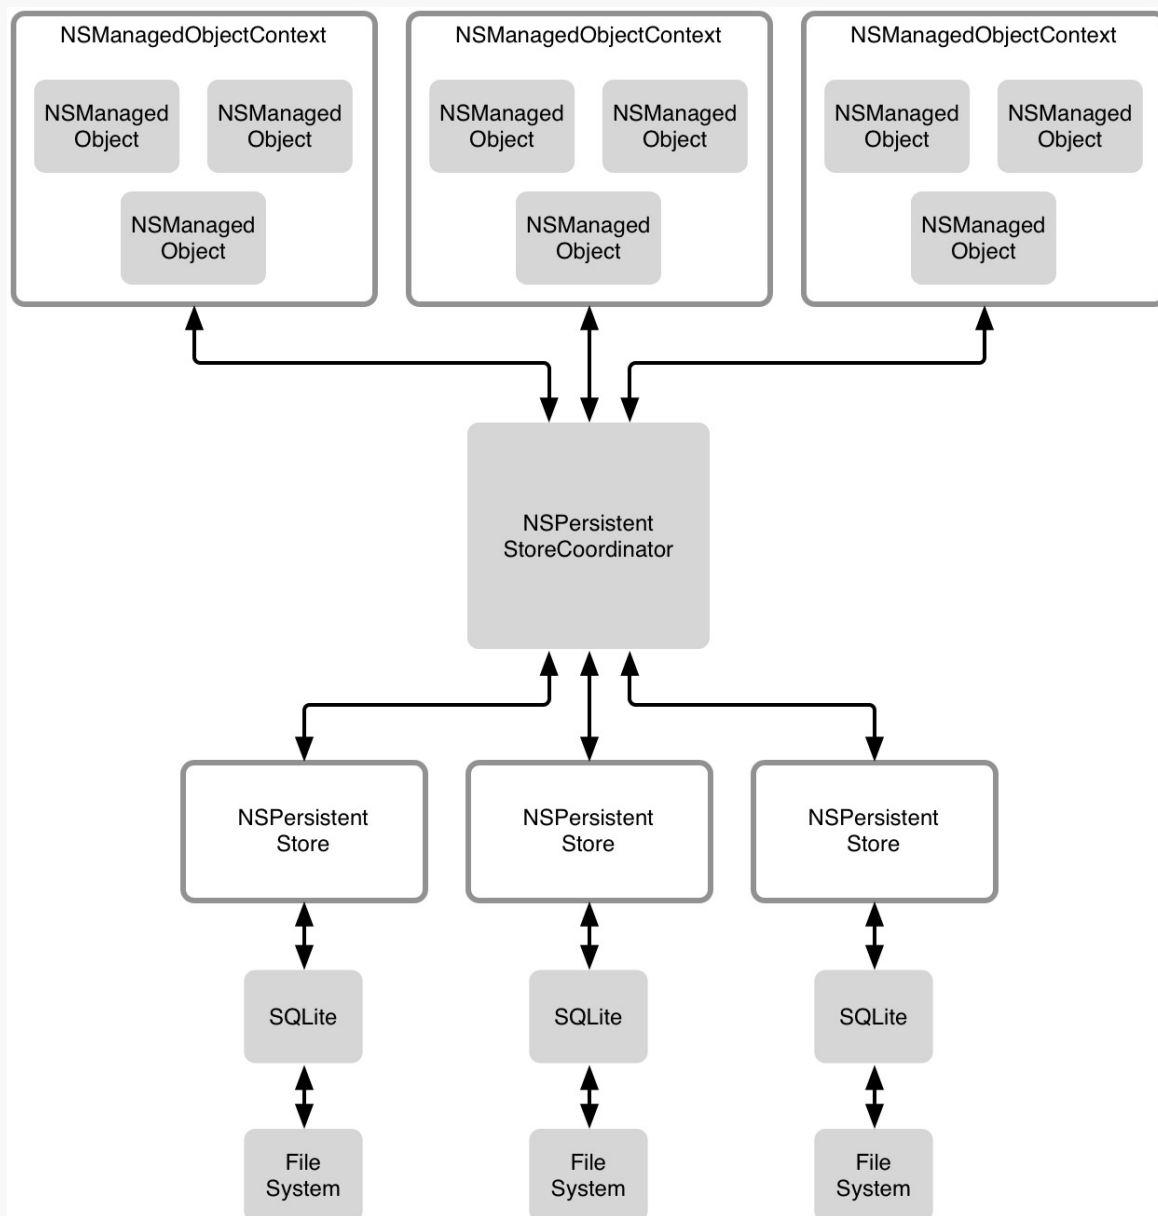 NSManagedObjectContext
NSManaged
Object
NSManaged
Object
NSManaged
Object
NSManagedObjectContext
NSManaged
Object
NSManaged
Object
NSManaged
Object
NSManagedObjectContext
NSManaged
Object
NSManaged
Object
NSManaged
Object
NSPersistent
StoreCoordinator
NSPersistent
Store
NSPersistent
Store
NSPersistent
Store
SQLite
SQLite
SQLite
File
System
File
System
File
System